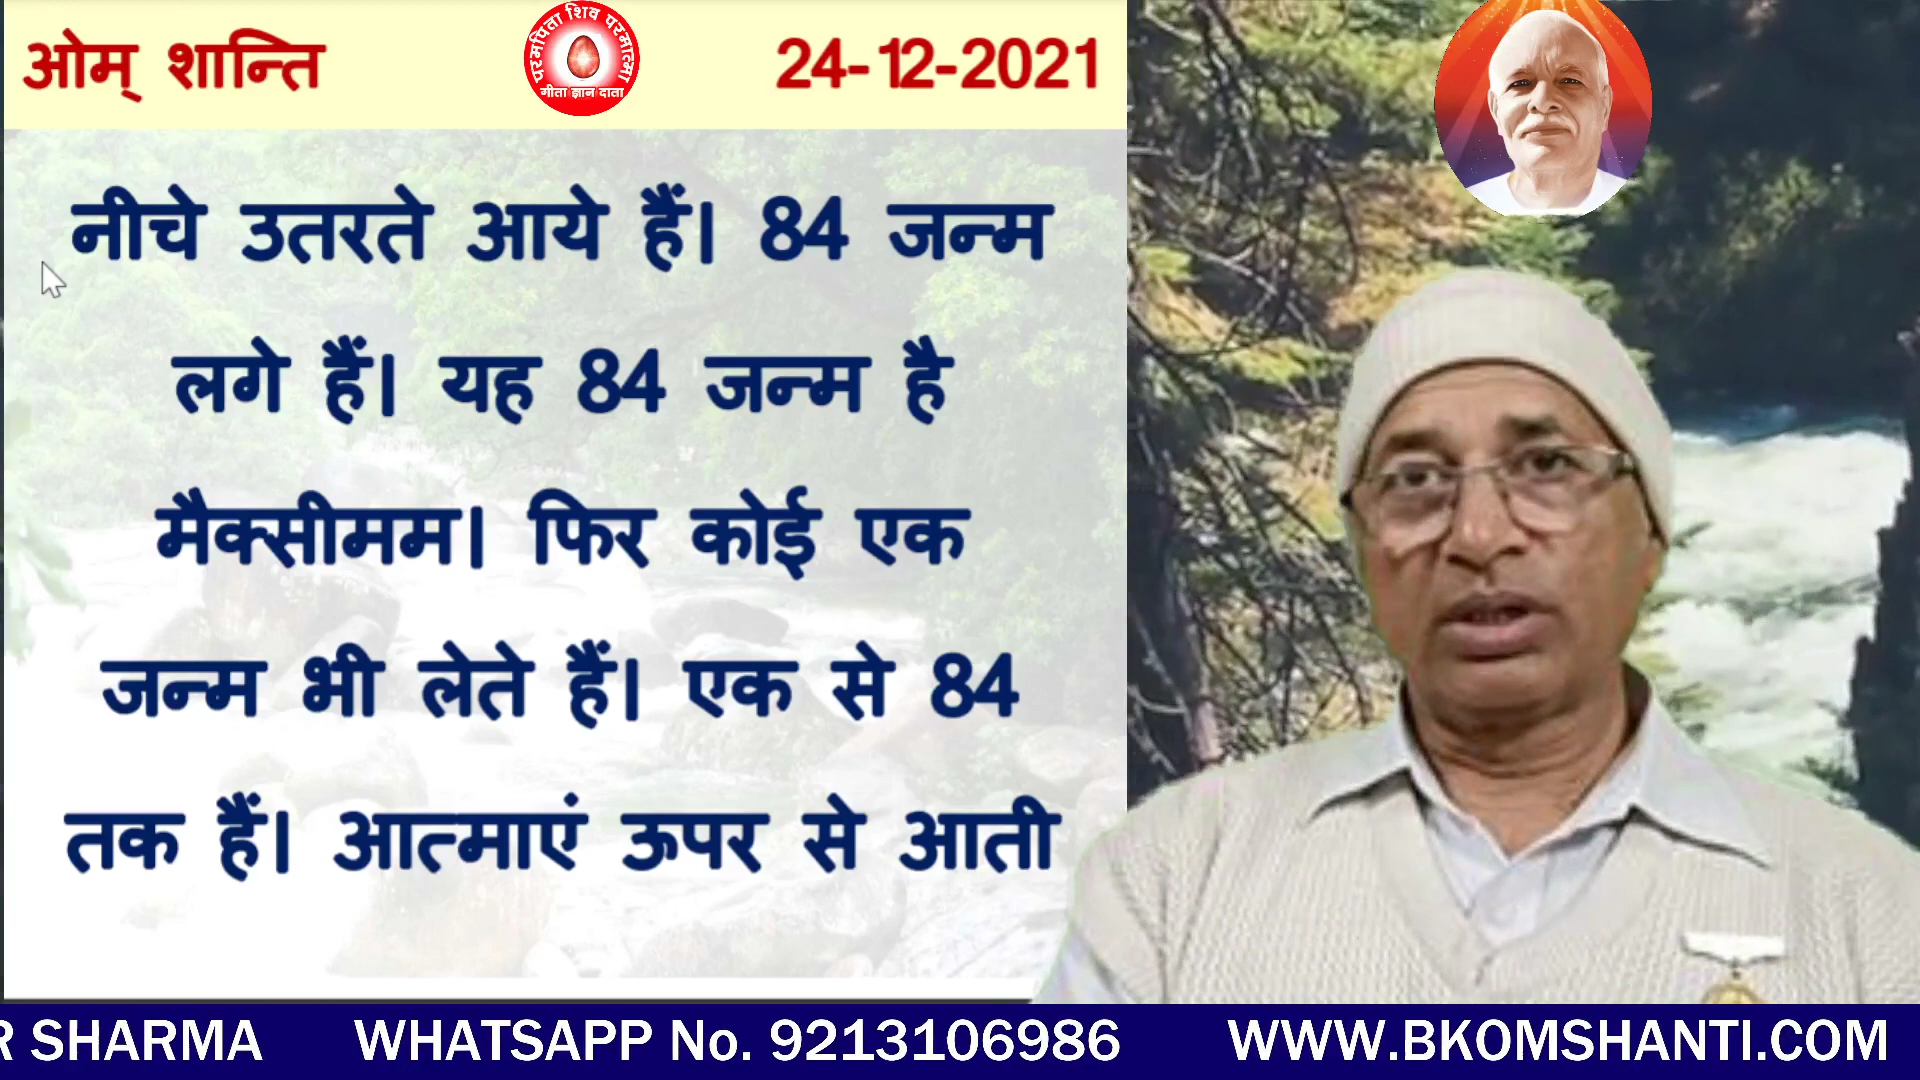 ओम् शान्ति
परमपिता शिव परमात्मा
गीता ज्ञान दाता
24-12-2021
नीचे उतरते आये हैं। 84 जन्म
लगे हैं। यह 84 जन्म है
मैक्सीमम। फिर कोई एक
जन्म भी लेते हैं। एक से 84
तक हैं। आत्माएं ऊपर से आती
R SHARMA WHATSAPP No. 9213106986 WWW.BKOMSHANTI.COM